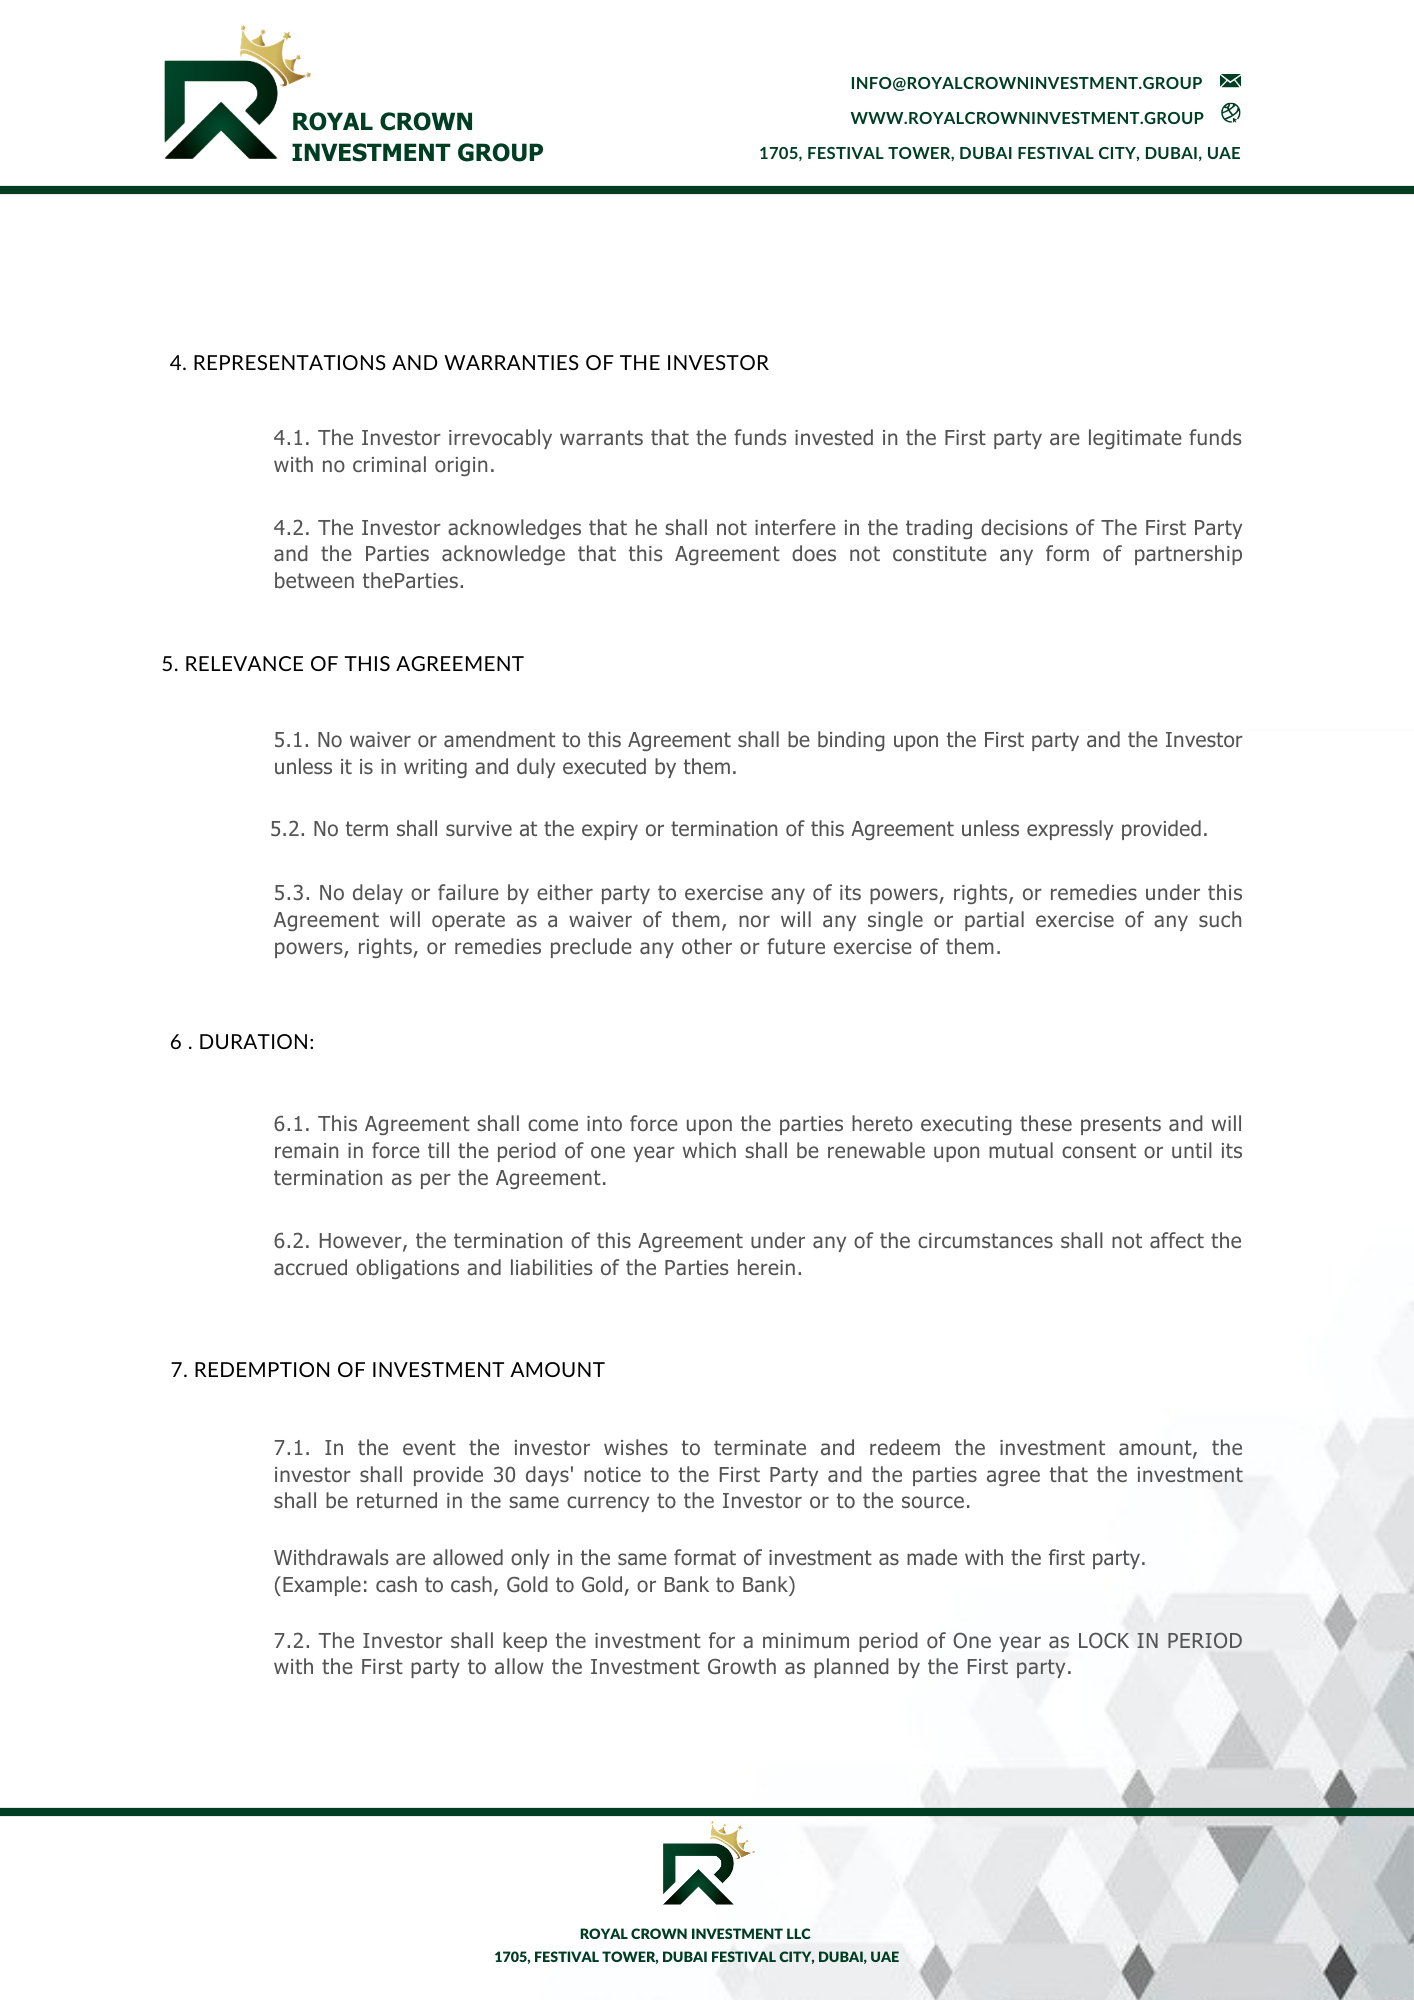 ROYAL CROWN
INVESTMENT GROUP
INFO@ROYALCROWNINVESTMENT.GROUP
WWW.ROYALCROWNINVESTMENT.GROUP
1705, FESTIVAL TOWER, DUBAI FESTIVAL CITY, DUBAI, UAE
4. REPRESENTATIONS AND WARRANTIES OF THE INVESTOR
4.1. The Investor irrevocably warrants that the funds invested in the First party are legitimate funds
with no criminal origin.
4.2. The Investor acknowledges that he shall not interfere in the trading decisions of The First Party
and the Parties acknowledge that this Agreement does not constitute any form of partnership
between theParties.
5. RELEVANCE OF THIS AGREEMENT
5.1. No waiver or amendment to this Agreement shall be binding upon the First party and the Investor
unless it is in writing and duly executed by them.
5.2. No term shall survive at the expiry or termination of this Agreement unless expressly provided.
5.3. No delay or failure by either party to exercise any of its powers, rights, or remedies under this
Agreement will operate as a waiver of them, nor will any single or partial exercise of any such
powers, rights, or remedies preclude any other or future exercise of them.
6 . DURATION:
6.1. This Agreement shall come into force upon the parties hereto executing these presents and will
remain in force till the period of one year which shall be renewable upon mutual consent or until its
termination as per the Agreement.
6.2. However, the termination of this Agreement under any of the circumstances shall not affect the
accrued obligations and liabilities of the Parties herein.
7. REDEMPTION OF INVESTMENT AMOUNT
7.1. In the event the investor wishes to terminate and redeem the investment amount, the
investor shall provide 30 days' notice to the First Party and the parties agree that the investment
shall be returned in the same currency to the Investor or to the source.
Withdrawals are allowed only in the same format of investment as made with the first party.
(Example: cash to cash, Gold to Gold, or Bank to Bank)
7.2. The Investor shall keep the investment for a minimum period of One year as LOCK IN PERIOD
with the First party to allow the Investment Growth as planned by the First party.
ROYAL CROWN INVESTMENT LLC
1705, FESTIVAL TOWER, DUBAI FESTIVAL CITY, DUBAI, UAE